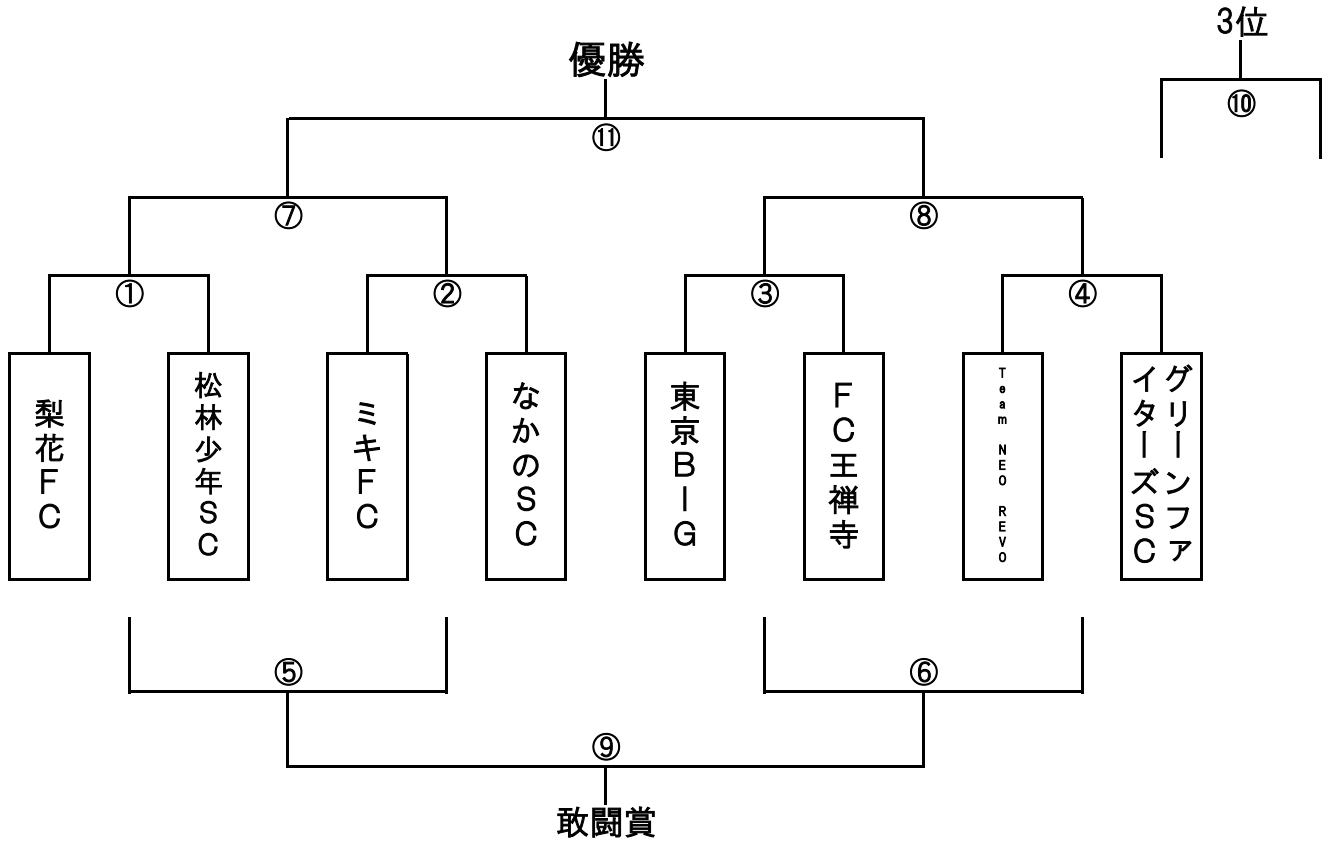 3位
優勝
⑩
⑪
⑦
⑧
①
②
③
④
梨花FC
松林少年SC
ミキFC
なかのSC
東京BIG
FC王禅寺
Team NEO REVO
グリーンファ
イターズSC
⑤
⑥
⑨
敢闘賞